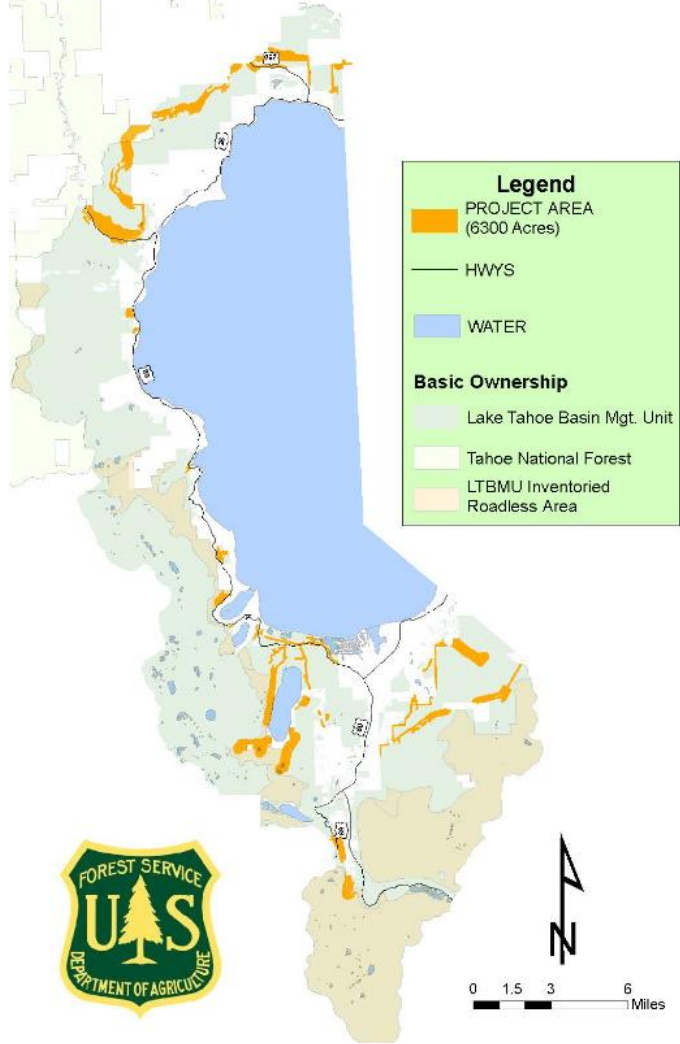 Legend
PROJECT AREA
(6300 Acres)
HWYS
WATER
Basic Ownership
Lake Tahoe Basin Mgt. Unit
Tahoe National Forest
LTBMU Inventoried
Roadless Area
FOREST SERVICE
US
DEPARTMENT OF AGRICULTURE
N
0 1.5 3 6
Miles